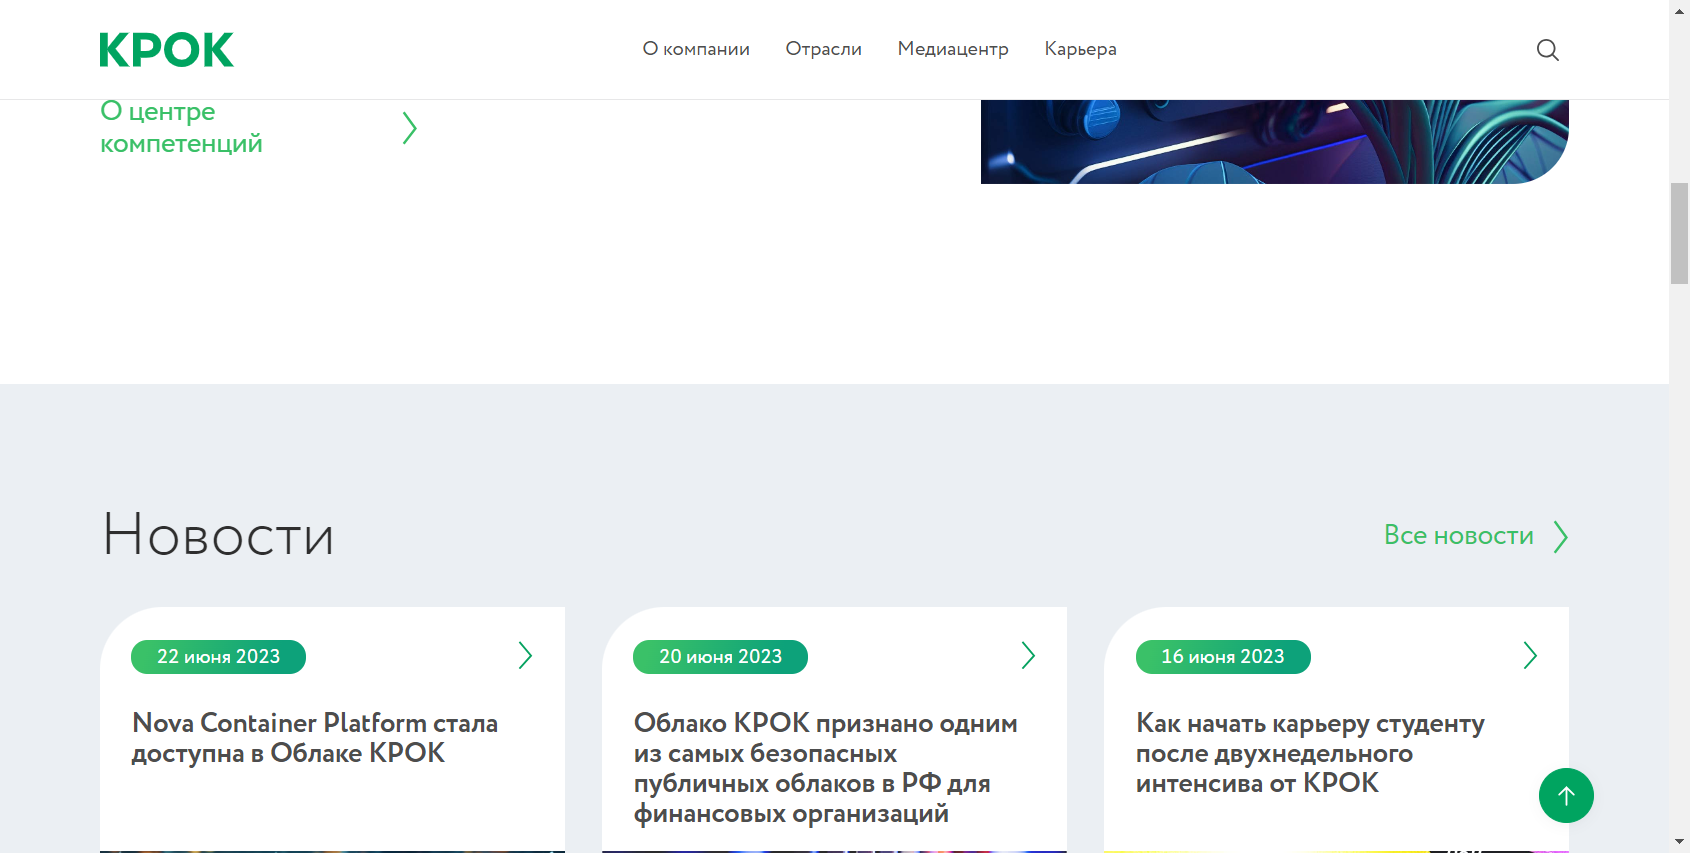 КРОК
О компании
Отрасли
Медиацентр
Карьера
О центре
компетенций
Новости
Все новости
22 июня 2023
Nova Container Platform стала
доступна в Облаке КРОК
20 июня 2023
Облако КРОК признано одним
из самых безопасных
публичных облаков в РФ для
финансовых организаций
16 июня 2023
Как начать карьеру студенту
после двухнедельного
интенсива от КРОК